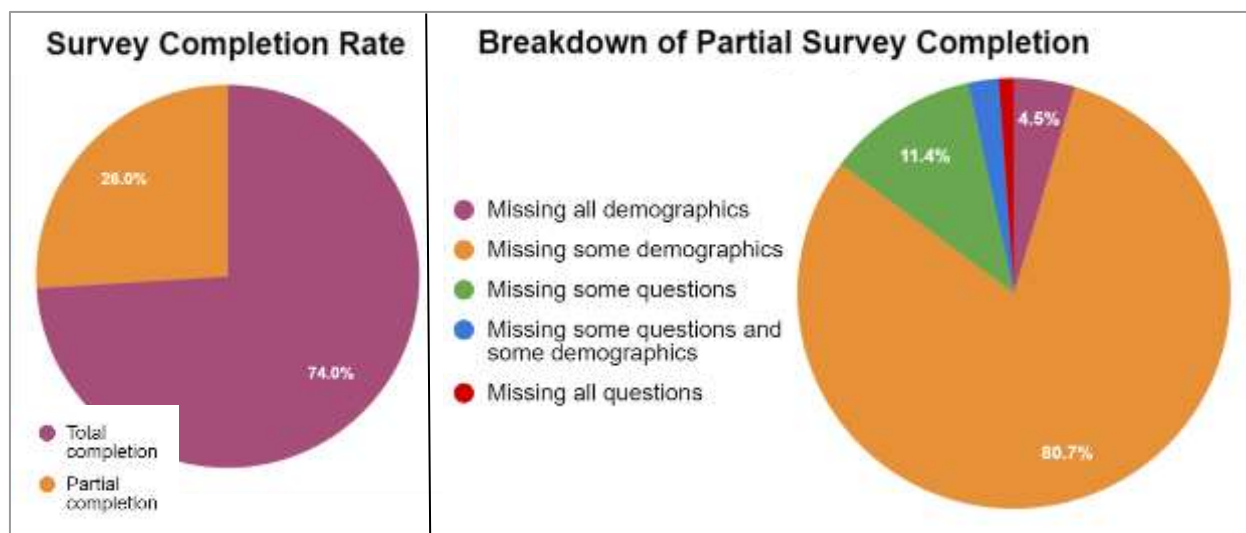 Survey Completion Rate
26.0%
74.0%
Total
completion
Partial
completion
Breakdown of Partial Survey Completion
4.5%
11.4%
Missing all demographics
Missing some demographics
Missing some questions
Missing some questions and
some demographics
Missing all questions
80.7%